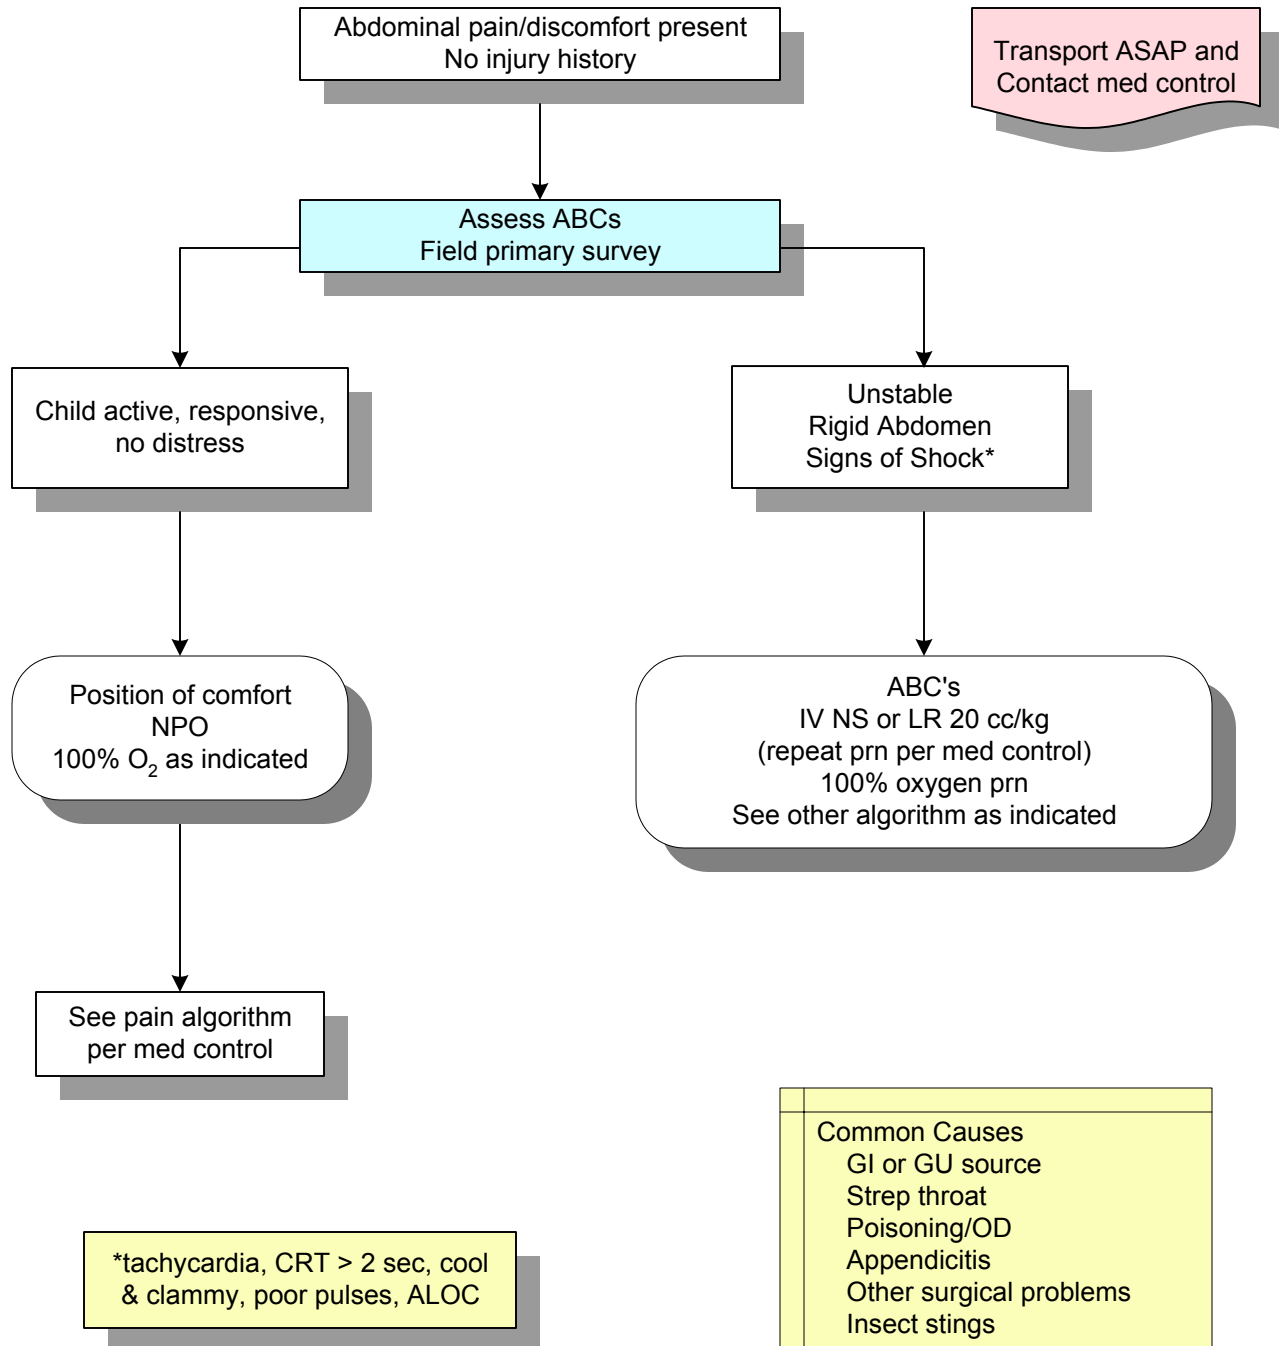 Abdominal pain/discomfort present
No injury history
Transport ASAP and
Contact med control
Assess ABCs
Field primary survey
Child active, responsive,
no distress
Unstable
Rigid Abdomen
Signs of Shock*
Position of comfort
NPO
100% O₂ as indicated
ABC's
IV NS or LR 20 cc/kg
(repeat prn per med control)
100% oxygen prn
See other algorithm as indicated
See pain algorithm
per med control
*tachycardia, CRT > 2 sec, cool
& clammy, poor pulses, ALOC
Common Causes
GI or GU source
Strep throat
Poisoning/OD
Appendicitis
Other surgical problems
Insect stings